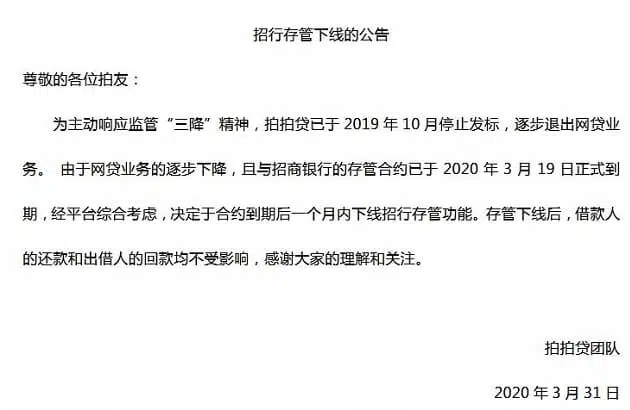 招行存管下线的公告
尊敬的各位拍友：
为主动响应监管“三降”精神，拍拍贷已于 2019 年 10 月停止发标，逐步退出网贷业
务。 由于网贷业务的逐步下降，且与招商银行的存管合约已于 2020 年 3 月 19 日正式到
期，经平台综合考虑，决定于合约到期后一个月内下线招行存管功能。存管下线后，借款人
的还款和出借人的回款均不受影响，感谢大家的理解和关注。
拍拍贷团队
2020 年 3 月 31 日